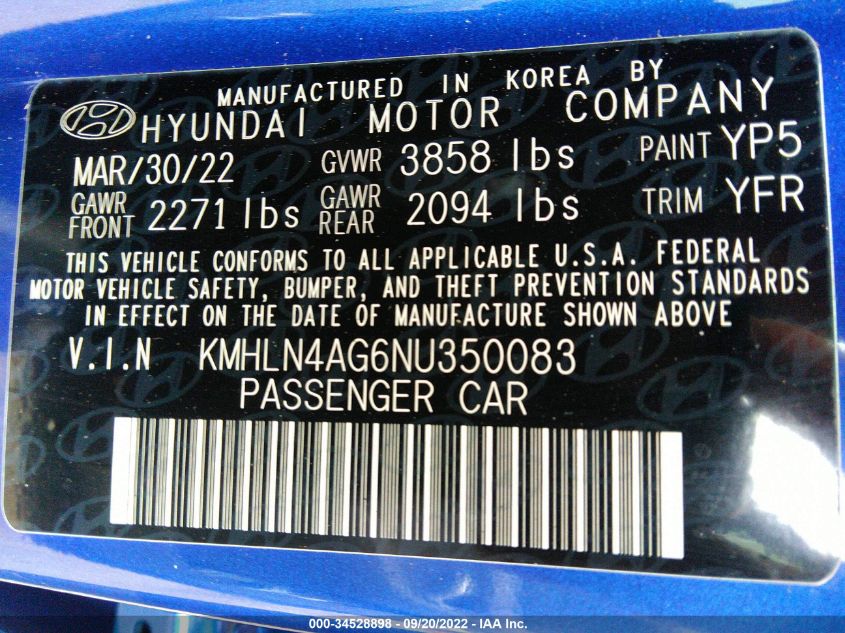 MANUFACTURED IN KOREA BY
HYUNDAI MOTOR COMPANY
MAR/30/22 GVWR 3858 lbs PAINT YP5
GAWR FRONT 2271 lbs GAWR REAR 2094 lbs TRIM YFR
THIS VEHICLE CONFORMS TO ALL APPLICABLE U.S.A. FEDERAL
MOTOR VEHICLE SAFETY, BUMPER, AND THEFT PREVENTION STANDARDS
IN EFFECT ON THE DATE OF MANUFACTURE SHOWN ABOVE
V.I.N KMHLN4AG6NU350083
PASSENGER CAR
000-34528898 - 09/20/2022 - IAA Inc.